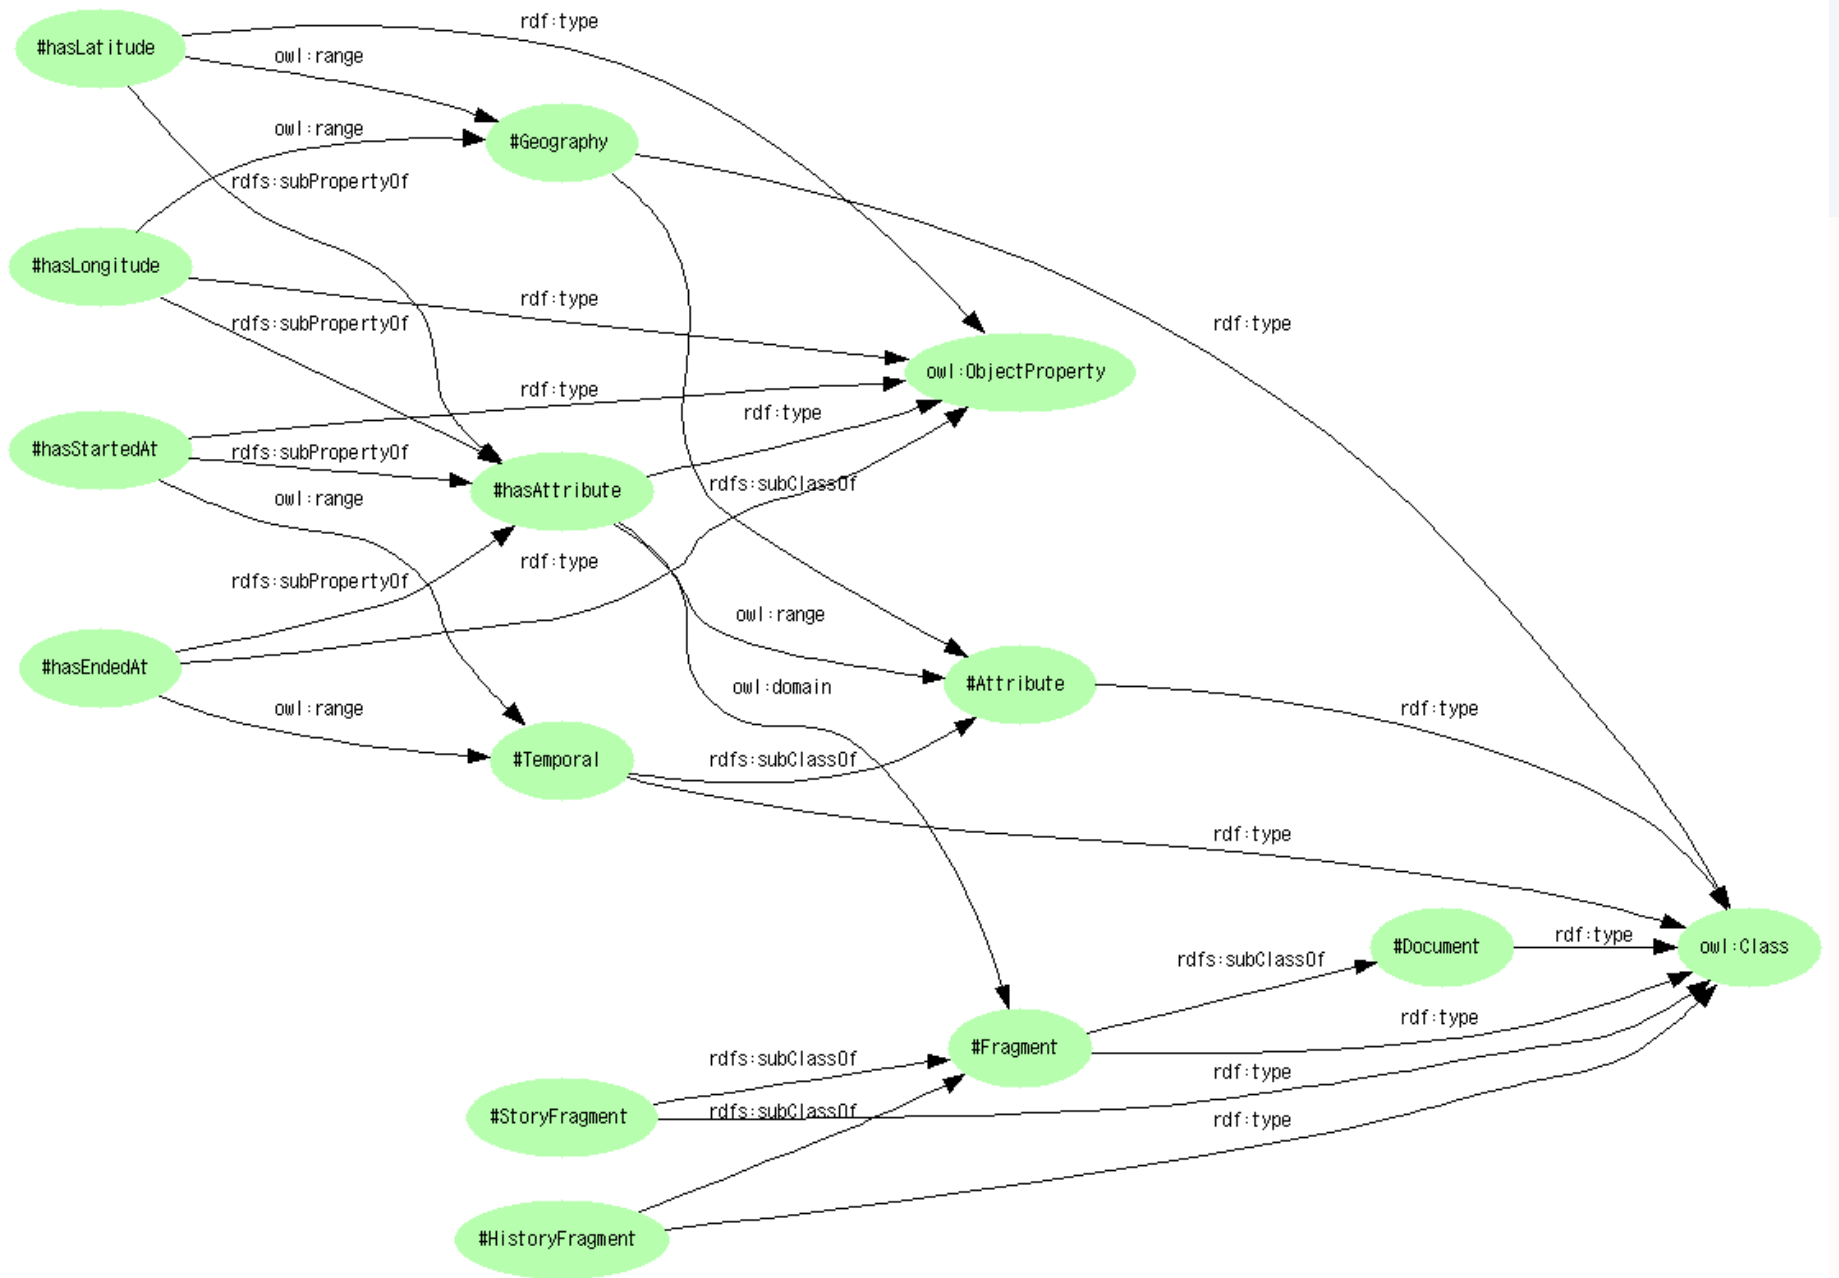 rdf:type
#hasLatitude
owl:range
owl:range
#Geography
rdfs:subPropertyOf
#hasLongitude
rdf:type
rdfs:subPropertyOf
rdf:type
owl:ObjectProperty
rdf:type
rdf:type
#hasStartedAt
rdfs:subPropertyOf
rdfs:subClassOf
#hasAttribute
owl:range
rdf:type
rdfs:subPropertyOf
owl:range
#hasEndedAt
#Attribute
owl:domain
owl:range
rdf:type
#Temporal
rdfs:subClassOf
rdf:type
rdf:type
#Document
owl:Class
rdfs:subClassOf
rdf:type
#Fragment
rdfs:subClassOf
rdf:type
rdfs:subClassOf
#StoryFragment
rdf:type
#HistoryFragment